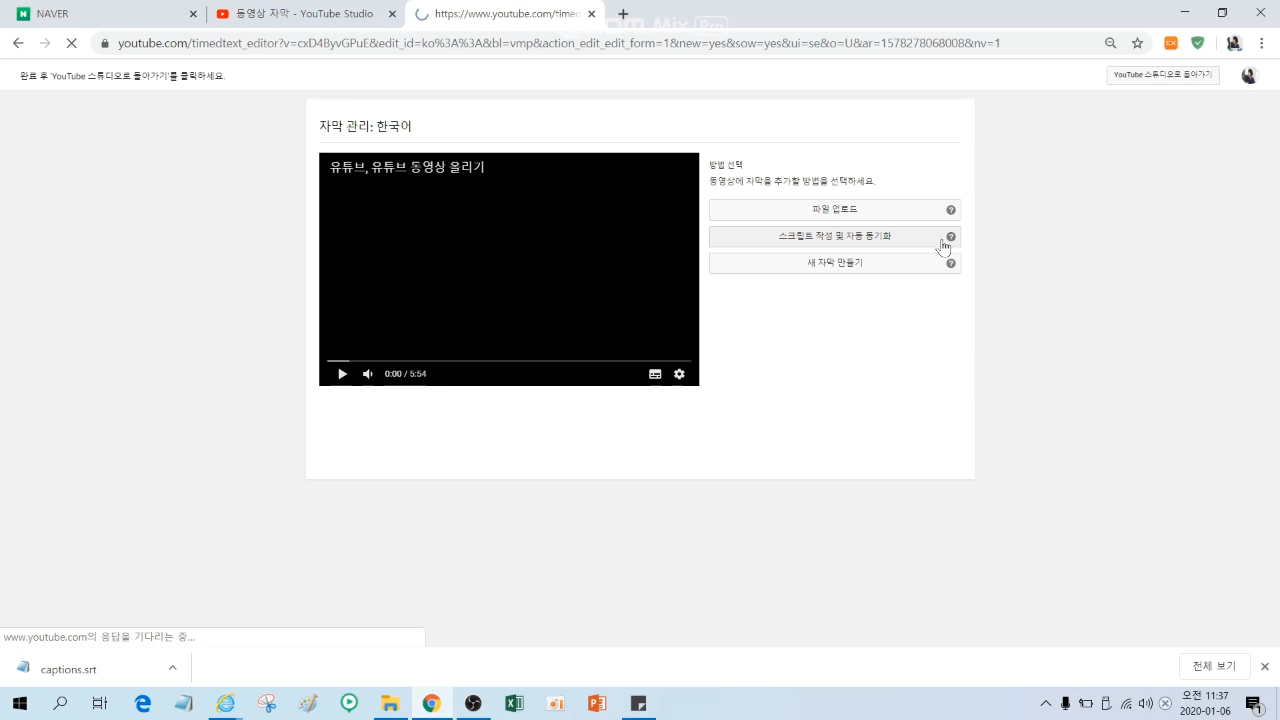 NAVER
동영상 자막 - YouTube Studio
https://www.youtube.com/timed
Mix Pro
youtube.com/timedtext_editor?v=cxD4ByvGPuE&edit_id=ko%3A%3A&bl=vmp&action_edit_edit_form=1&new=yes&sow=yes&ui=se&o=U&ar=1578278068008&nv=1
완료 후 'YouTube 스튜디오로 돌아가기'를 클릭하세요.
YouTube 스튜디오로 돌아가기
자막 관리: 한국어
유튜브, 유튜브 동영상 올리기
방법 선택
동영상에 자막을 추가할 방법을 선택하세요.
파일 업로드
스크립트 작성 및 자동 동기화
새 자막 만들기
0:00 / 5:54
www.youtube.com의 응답을 기다리는 중...
captions.srt
전체 보기
오전 11:37
2020-01-06
1